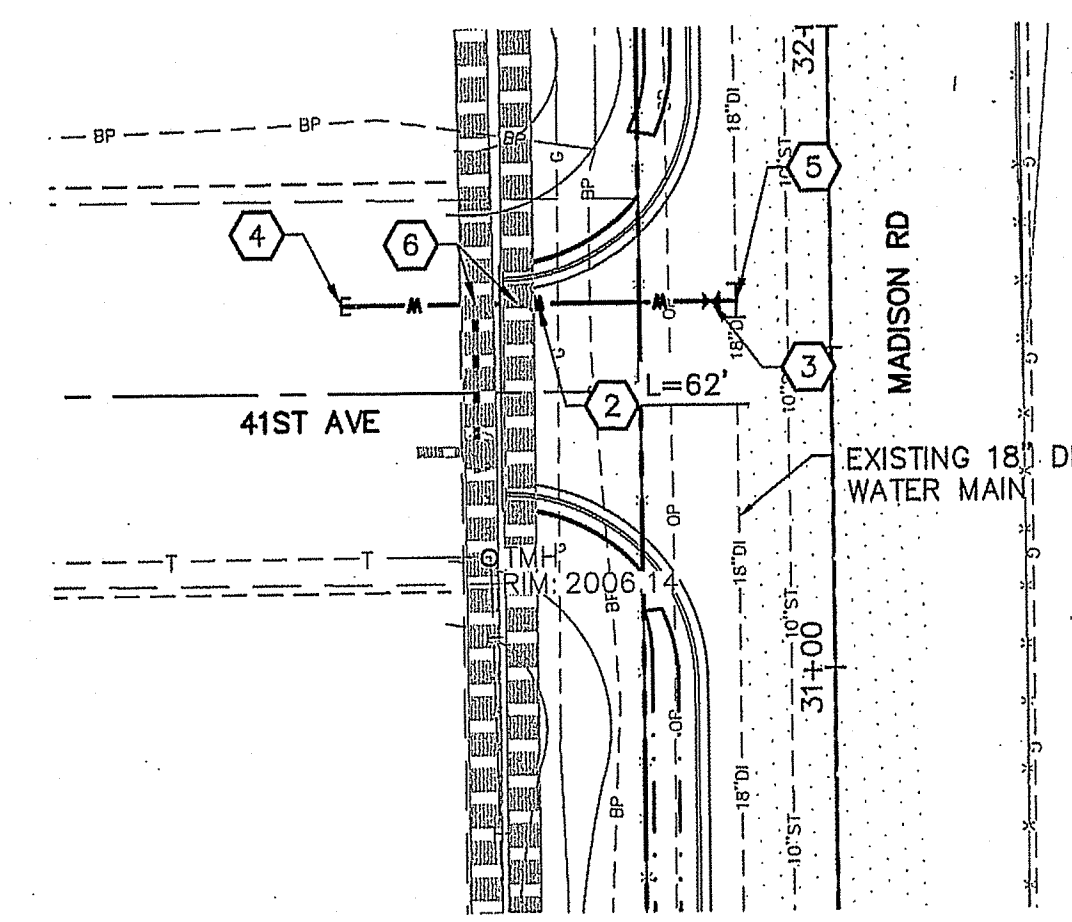 32+
18"DI
10"ST
BP
BP
BP
G
BP
OP
G
5
4
6
MADISON RD
W
W
W
E
18"DI
3
10"
G
2
L=62'
41ST AVE
EXISTING 18" DI
WATER MAIN
OP
G
T
T
TMH
RIM: 2006.14
18"DI
10"ST
BP
31+00
OP
G
18"DI
BP
10"ST